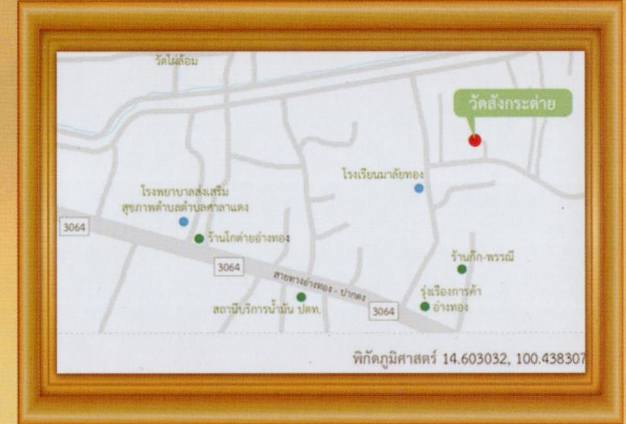 วัดไผ่ล้อม
วัดสังกระต่าย
โรงเรียนมาลัยทอง
โรงพยาบาลส่งเสริม
สุขภาพตำบลตำบลศาลาแดง
3064
ร้านโกต่ายอ่างทอง
3064
ร้านกุ๊ก-พรรณี
สายทางอ่างทอง - ปากดง
รุ่งเรืองการค้า
อ่างทอง
สถานีบริการน้ำมัน ปตท.
3064
พิกัดภูมิศาสตร์ 14.603032, 100.438307